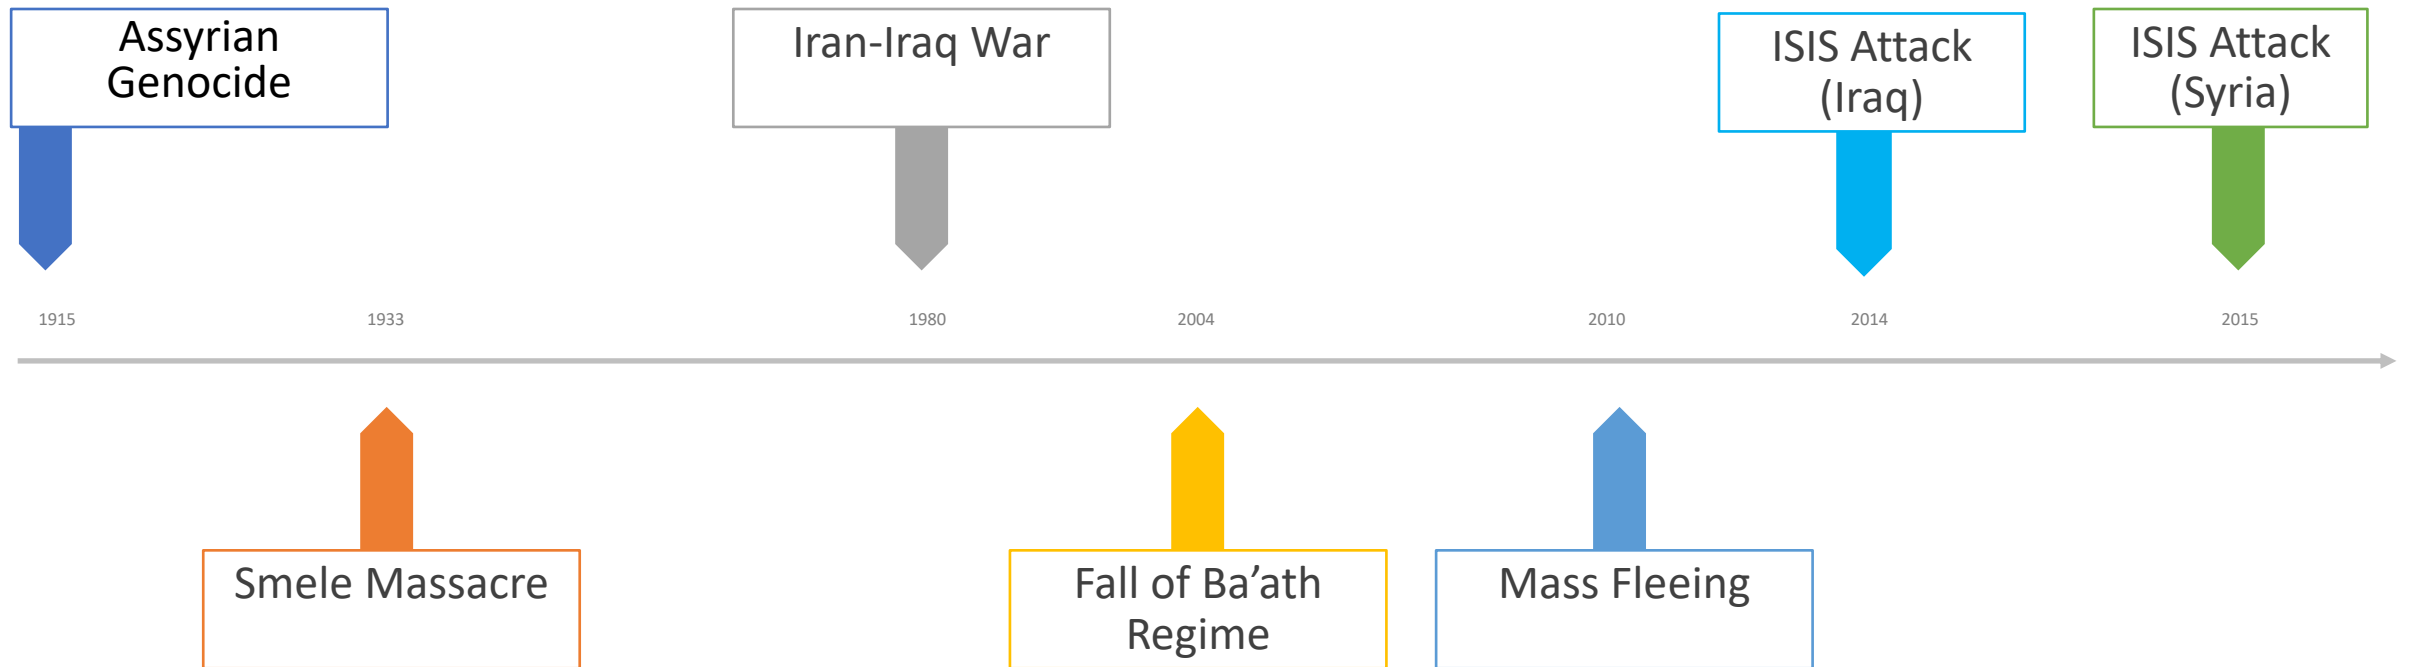 Assyrian
Genocide
Iran-Iraq War
ISIS Attack
(Iraq)
ISIS Attack
(Syria)
1915
1933
1980
2004
2010
2014
2015
Smele Massacre
Fall of Ba’ath
Regime
Mass Fleeing